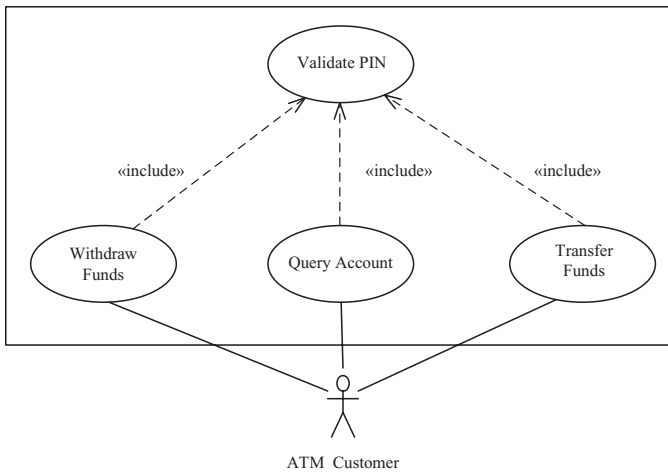 Validate PIN
«include»
«include»
«include»
Withdraw
Funds
Query Account
Transfer
Funds
ATM Customer